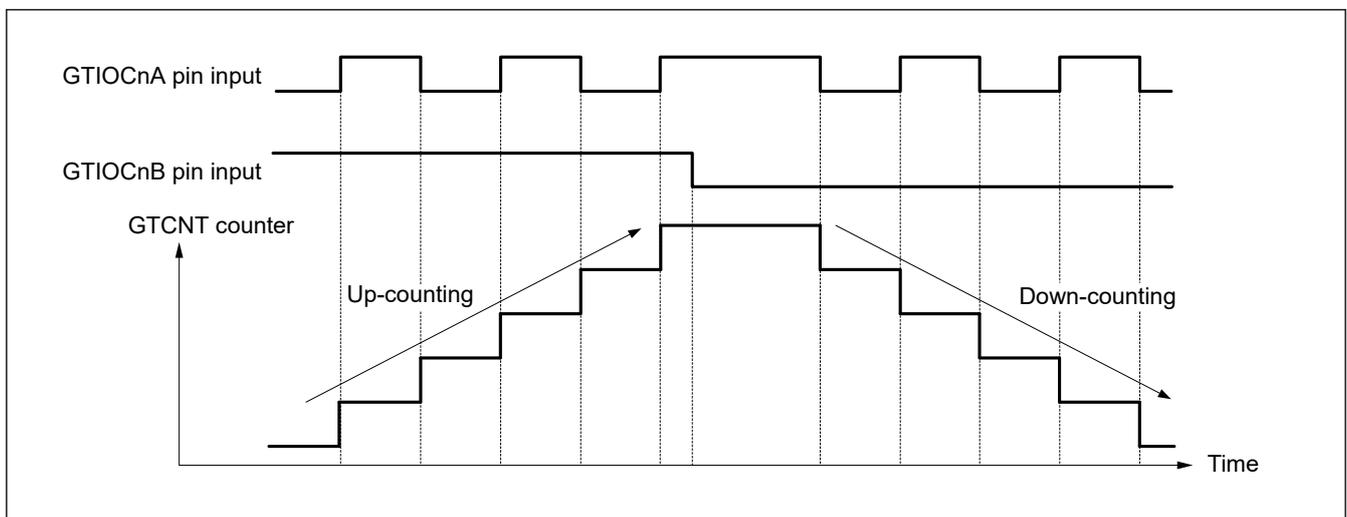 GTIOCnA pin input
GTIOCnB pin input
GTCNT counter
Up-counting
Down-counting
Time